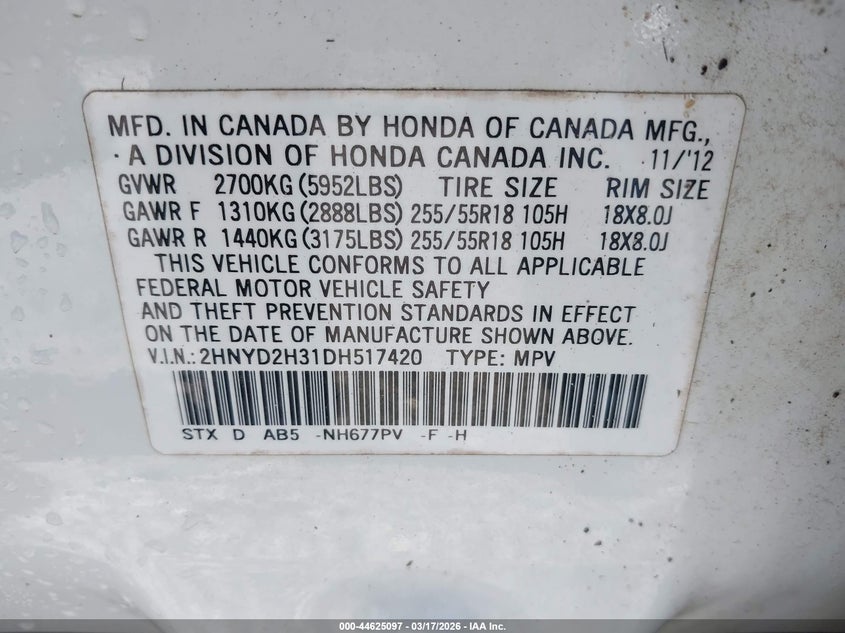 MFD. IN CANADA BY HONDA OF CANADA MFG.,
A DIVISION OF HONDA CANADA INC. 11/'12
GVWR 2700KG (5952LBS) TIRE SIZE RIM SIZE
GAWR F 1310KG (2888LBS) 255/55R18 105H 18X8.0J
GAWR R 1440KG (3175LBS) 255/55R18 105H 18X8.0J
THIS VEHICLE CONFORMS TO ALL APPLICABLE
FEDERAL MOTOR VEHICLE SAFETY
AND THEFT PREVENTION STANDARDS IN EFFECT
ON THE DATE OF MANUFACTURE SHOWN ABOVE.
V.I.N.: 2HNYD2H31DH517420 TYPE: MPV
STX D AB5 -NH677PV -F -H
000-44625097 - 03/17/2026 - IAA Inc.